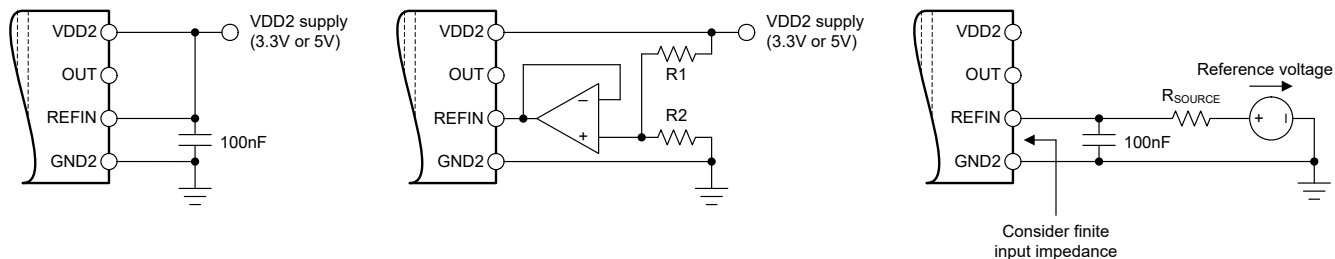 VDD2
OUT
REFIN
GND2
VDD2 supply
(3.3V or 5V)
100nF
VDD2
OUT
REFIN
GND2
VDD2 supply
(3.3V or 5V)
R1
R2
−
+
VDD2
OUT
REFIN
GND2
Reference voltage
RSOURCE
+
−
100nF
Consider finite
input impedance